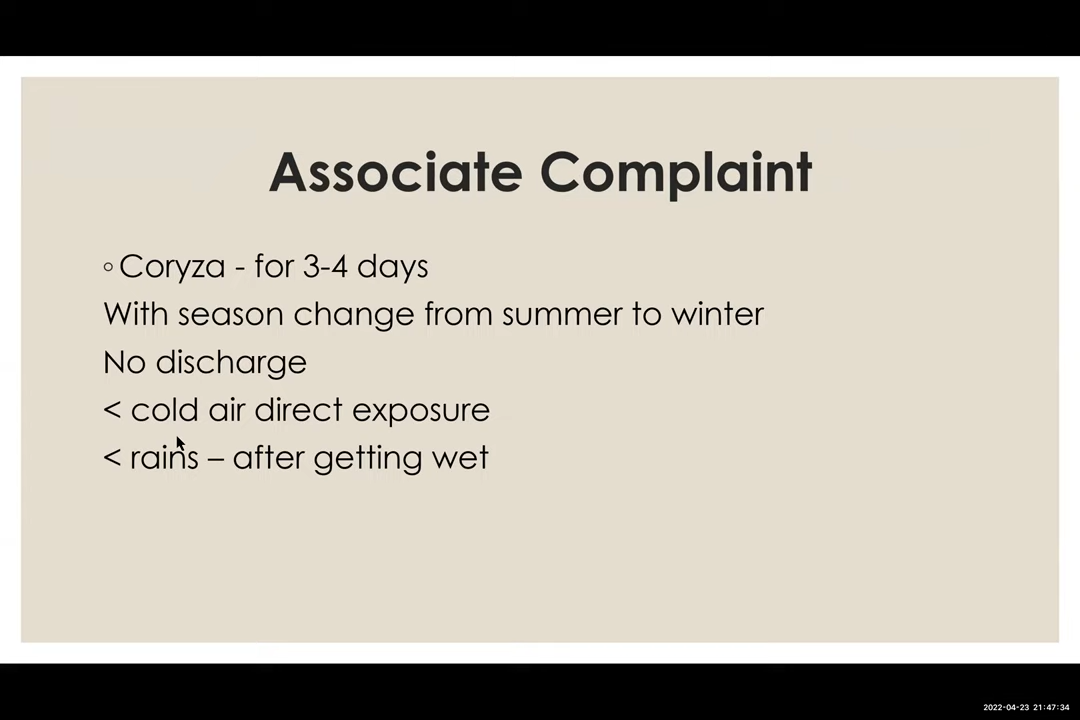 Associate Complaint
◦ Coryza - for 3-4 days
With season change from summer to winter
No discharge
< cold air direct exposure
< rains – after getting wet
2022-04-23 21:47:34